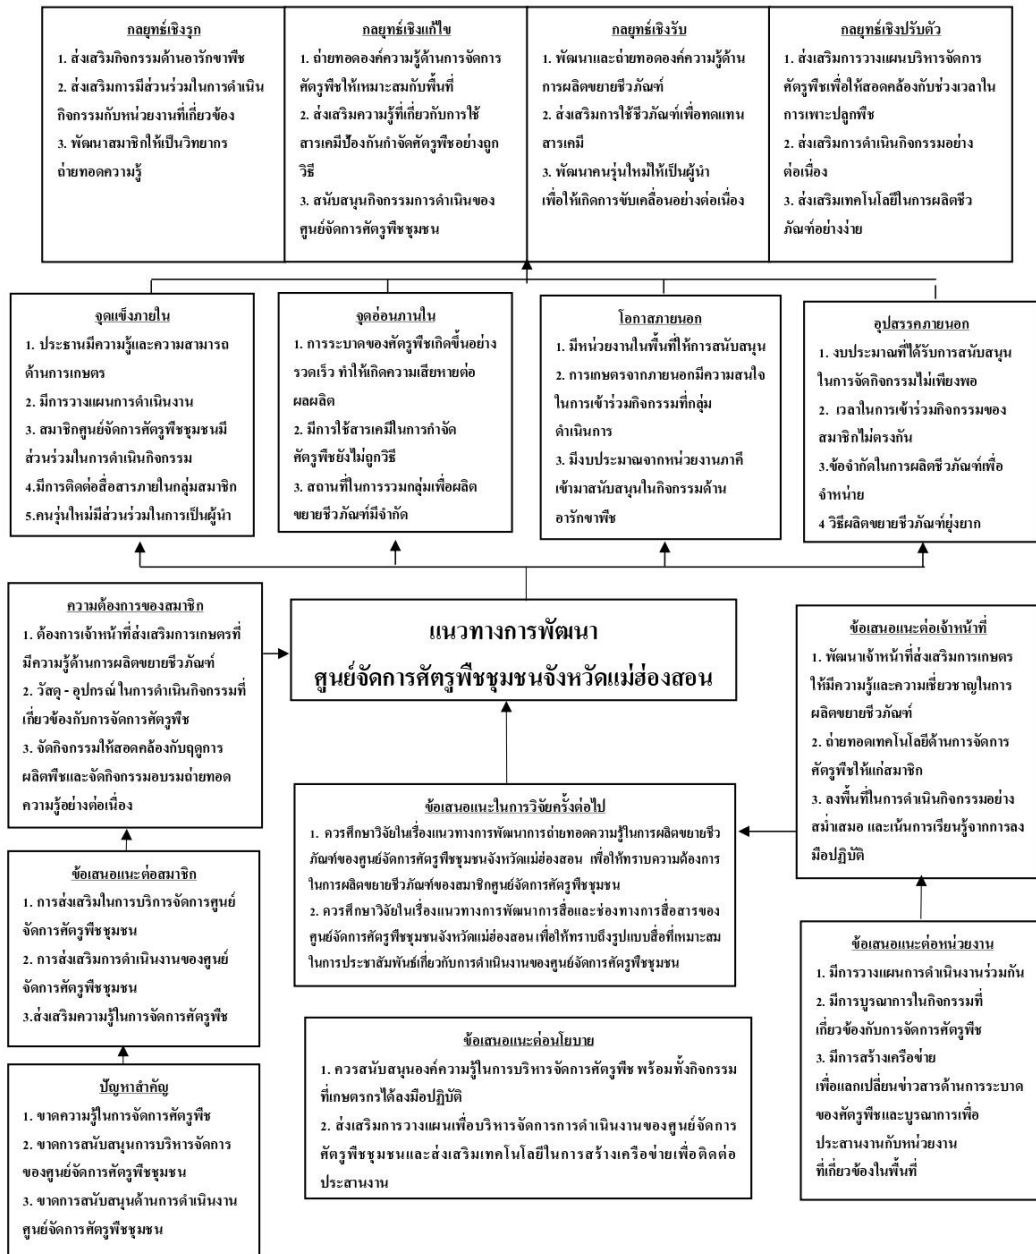 กลยุทธ์เชิงรุก
1. ส่งเสริมกิจกรรมด้านอารักขาพืช
2. ส่งเสริมการมีส่วนร่วมในการดำเนิน
กิจกรรมกับหน่วยงานที่เกี่ยวข้อง
3. พัฒนาสมาชิกให้เป็นวิทยากร
ถ่ายทอดความรู้
กลยุทธ์เชิงแก้ไข
1. ถ่ายทอดองค์ความรู้ด้านการจัดการ
ศัตรูพืชให้เหมาะสมกับพื้นที่
2. ส่งเสริมความรู้ที่เกี่ยวกับการใช้
สารเคมีป้องกันกำจัดศัตรูพืชอย่างถูก
วิธี
3. สนับสนุนกิจกรรมการดำเนินของ
ศูนย์จัดการศัตรูพืชชุมชน
กลยุทธ์เชิงรับ
1. พัฒนาและถ่ายทอดองค์ความรู้ด้าน
การผลิตขยายชีวภัณฑ์
2. ส่งเสริมการใช้ชีวภัณฑ์เพื่อทดแทน
สารเคมี
3. พัฒนาคนรุ่นใหม่ให้เป็นผู้นำ
เพื่อให้เกิดการขับเคลื่อนอย่างต่อเนื่อง
กลยุทธ์เชิงปรับตัว
1. ส่งเสริมการวางแผนบริหารจัดการ
ศัตรูพืชเพื่อให้สอดคล้องกับช่วงเวลาใน
การเพาะปลูกพืช
2. ส่งเสริมการดำเนินกิจกรรมอย่าง
ต่อเนื่อง
3. ส่งเสริมเทคโนโลยีในการผลิตชีว
ภัณฑ์อย่างง่าย
จุดแข็งภายใน
1. ประธานมีความรู้และความสามารถ
ด้านการเกษตร
2. มีการวางแผนการดำเนินงาน
3. สมาชิกศูนย์จัดการศัตรูพืชชุมชนมี
ส่วนร่วมในการดำเนินกิจกรรม
4.มีการติดต่อสื่อสารภายในกลุ่มสมาชิก
5.คนรุ่นใหม่มีส่วนร่วมในการเป็นผู้นำ
จุดอ่อนภานใน
1. การระบาดของศัตรูพืชเกิดขึ้นอย่าง
รวดเร็ว ทำให้เกิดความเสียหายต่อ
ผลผลิต
2. มีการใช้สารเคมีในการกำจัด
ศัตรูพืชยังไม่ถูกวิธี
3. สถานที่ในการรวมกลุ่มเพื่อผลิต
ขยายชีวภัณฑ์มีจำกัด
โอกาสภายนอก
1. มีหน่วยงานในพื้นที่ให้การสนับสนุน
2. การเกษตรจากภายนอกมีความสนใจ
ในการเข้าร่วมกิจกรรมที่กลุ่ม
ดำเนินการ
3. มีงบประมาณจากหน่วยงานภาคี
เข้ามาสนับสนุนในกิจกรรมด้าน
อารักขาพืช
อุปสรรคภายนอก
1. งบประมาณที่ได้รับการสนับสนุน
ในการจัดกิจกรรมไม่เพียงพอ
2. เวลาในการเข้าร่วมกิจกรรมของ
สมาชิกไม่ตรงกัน
3.ข้อจำกัดในการผลิตชีวภัณฑ์เพื่อ
จำหน่าย
4 วิธีผลิตขยายชีวภัณฑ์ยุ่งยาก
ความต้องการของสมาชิก
1. ต้องการเจ้าหน้าที่ส่งเสริมการเกษตรที่
มีความรู้ด้านการผลิตขยายชีวภัณฑ์
2. วัสดุ - อุปกรณ์ ในการดำเนินกิจกรรมที่
เกี่ยวข้องกับการจัดการศัตรูพืช
3. จัดกิจกรรมให้สอดคล้องกับฤดูการ
ผลิตพืชและจัดกิจกรรมอบรมถ่ายทอด
ความรู้อย่างต่อเนื่อง
แนวทางการพัฒนา
ศูนย์จัดการศัตรูพืชชุมชนจังหวัดแม่ฮ่องสอน
ข้อเสนอแนะต่อเจ้าหน้าที่
1. พัฒนาเจ้าหน้าที่ส่งเสริมการเกษตร
ให้มีความรู้และความเชี่ยวชาญในการ
ผลิตขยายชีวภัณฑ์
2. ถ่ายทอดเทคโนโลยีด้านการจัดการ
ศัตรูพืชให้แก่สมาชิก
3. ลงพื้นที่ในการดำเนินกิจกรรมอย่าง
สม่ำเสมอ และเน้นการเรียนรู้จากการลง
มือปฏิบัติ
ข้อเสนอแนะในการวิจัยครั้งต่อไป
1. ควรศึกษาวิจัยในเรื่องแนวทางการพัฒนาการถ่ายทอดความรู้ในการผลิตขยายชีว
ภัณฑ์ของศูนย์จัดการศัตรูพืชชุมชนจังหวัดแม่ฮ่องสอน เพื่อให้ทราบความต้องการ
ในการผลิตขยายชีวภัณฑ์ของสมาชิกศูนย์จัดการศัตรูพืชชุมชน
2. ควรศึกษาวิจัยในเรื่องแนวทางการพัฒนาการสื่อและช่องทางการสื่อสารของ
ศูนย์จัดการศัตรูพืชชุมชนจังหวัดแม่ฮ่องสอน เพื่อให้ทราบถึงรูปแบบสื่อที่เหมาะสม
ในการประชาสัมพันธ์เกี่ยวกับการดำเนินงานของศูนย์จัดการศัตรูพืชชุมชน
ข้อเสนอแนะต่อสมาชิก
1. การส่งเสริมในการบริการจัดการศูนย์
จัดการศัตรูพืชชุมชน
2. การส่งเสริมการดำเนินงานของศูนย์
จัดการศัตรูพืชชุมชน
3.ส่งเสริมความรู้ในการจัดการศัตรูพืช
ข้อเสนอแนะต่อหน่วยงาน
1. มีการวางแผนการดำเนินงานร่วมกัน
2. มีการบูรณาการในกิจกรรมที่
เกี่ยวข้องกับการจัดการศัตรูพืช
3. มีการสร้างเครือข่าย
เพื่อแลกเปลี่ยนข่าวสารด้านการระบาด
ของศัตรูพืชและบูรณาการเพื่อ
ประสานงานกับหน่วยงาน
ที่เกี่ยวข้องในพื้นที่
ข้อเสนอแนะต่อนโยบาย
1. ควรสนับสนุนองค์ความรู้ในการบริหารจัดการศัตรูพืช พร้อมทั้งกิจกรรม
ที่เกษตรกรได้ลงมือปฏิบัติ
2. ส่งเสริมการวางแผนเพื่อบริหารจัดการการดำเนินงานของศูนย์จัดการ
ศัตรูพืชชุมชนและส่งเสริมเทคโนโลยีในการสร้างเครือข่ายเพื่อติดต่อ
ประสานงาน
ปัญหาสำคัญ
1. ขาดความรู้ในการจัดการศัตรูพืช
2. ขาดการสนับสนุนการบริหารจัดการ
ของศูนย์จัดการศัตรูพืชชุมชน
3. ขาดการสนับสนุนด้านการดำเนินงาน
ศูนย์จัดการศัตรูพืชชุมชน